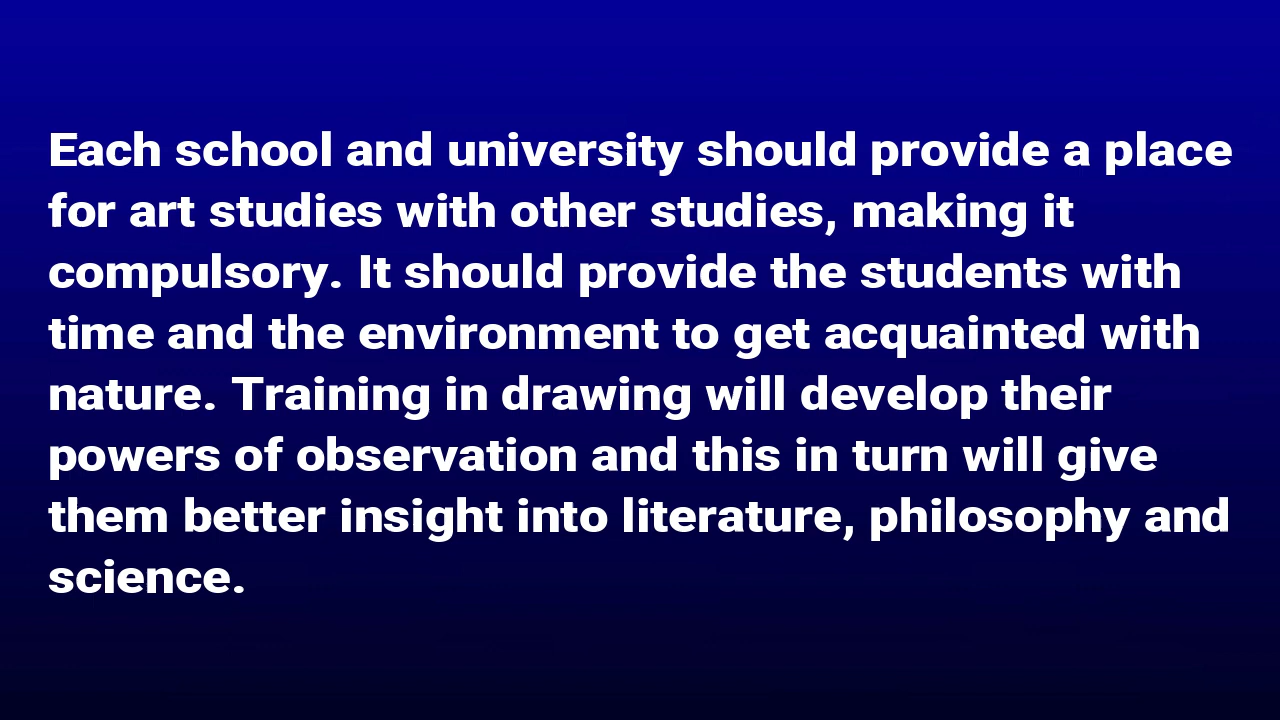 Each school and university should provide a place
for art studies with other studies, making it
compulsory. It should provide the students with
time and the environment to get acquainted with
nature. Training in drawing will develop their
powers of observation and this in turn will give
them better insight into literature, philosophy and
science.